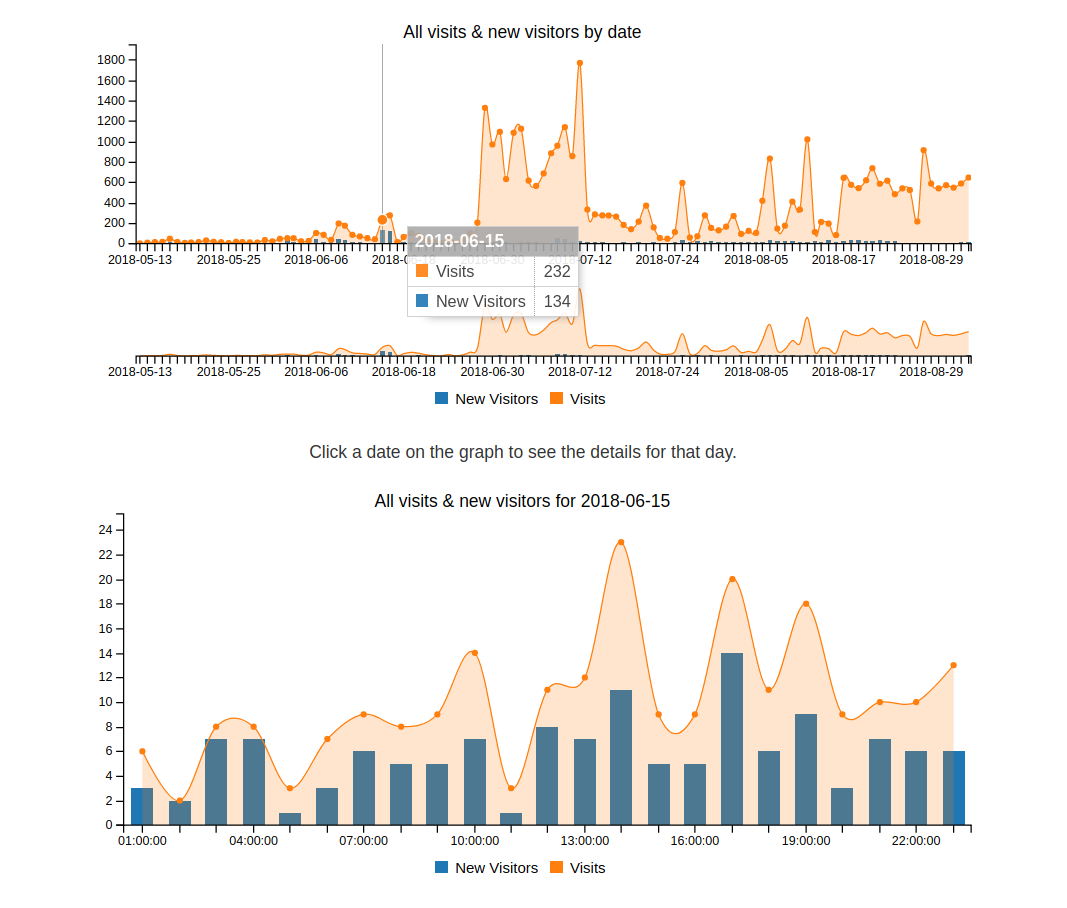 All visits & new visitors by date
1800
1600
1400
1200
1000
800
600
400
200
0
2018-05-13 2018-05-25 2018-06-06 2018-06-18 2018-06-30 2018-07-12 2018-07-24 2018-08-05 2018-08-17 2018-08-29
2018-06-15
Visits 232
New Visitors 134
2018-05-13 2018-05-25 2018-06-06 2018-06-18 2018-06-30 2018-07-12 2018-07-24 2018-08-05 2018-08-17 2018-08-29
New Visitors Visits
Click a date on the graph to see the details for that day.
All visits & new visitors for 2018-06-15
24
22
20
18
16
14
12
10
8
6
4
2
0
01:00:00 04:00:00 07:00:00 10:00:00 13:00:00 16:00:00 19:00:00 22:00:00
New Visitors Visits